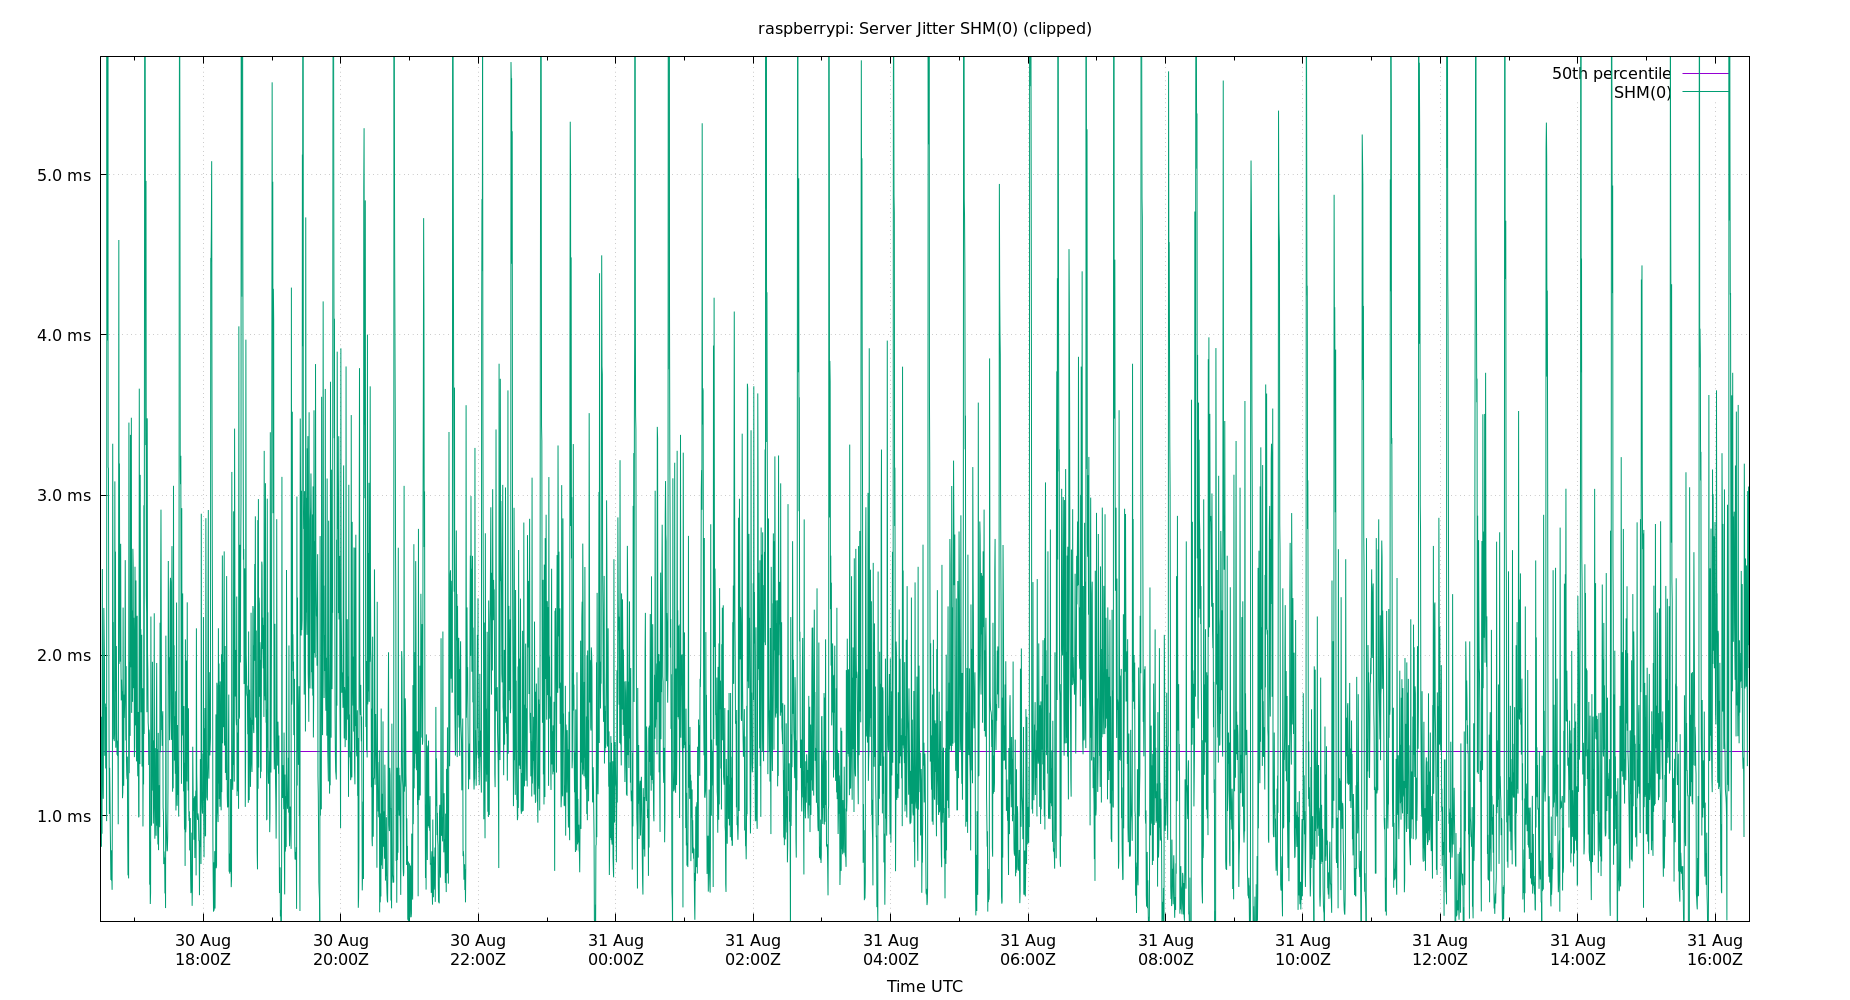 raspberrypi: Server Jitter SHM(0) (clipped)
50th percentile
SHM(0)
5.0 ms
4.0 ms
3.0 ms
2.0 ms
1.0 ms
30 Aug 30 Aug 30 Aug 31 Aug 31 Aug 31 Aug 31 Aug 31 Aug 31 Aug 31 Aug 31 Aug 31 Aug
18:00Z 20:00Z 22:00Z 00:00Z 02:00Z 04:00Z 06:00Z 08:00Z 10:00Z 12:00Z 14:00Z 16:00Z
Time UTC